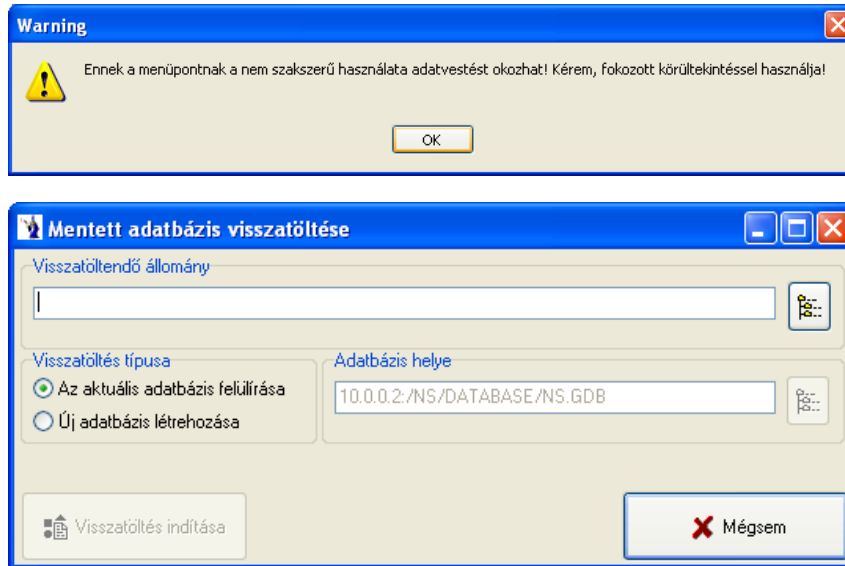 Warning
Ennek a menüpontnak a nem szakszerű használata adatvestést okozhat! Kérem, fokozott körültekintéssel használja!
OK
Mentett adatbázis visszatöltése
Visszatöltendő állomány
Visszatöltés típusa
Az aktuális adatbázis felülírása
Új adatbázis létrehozása
Adatbázis helye
10.0.0.2:/NS/DATABASE/NS.GDB
Visszatöltés indítása
Mégsem